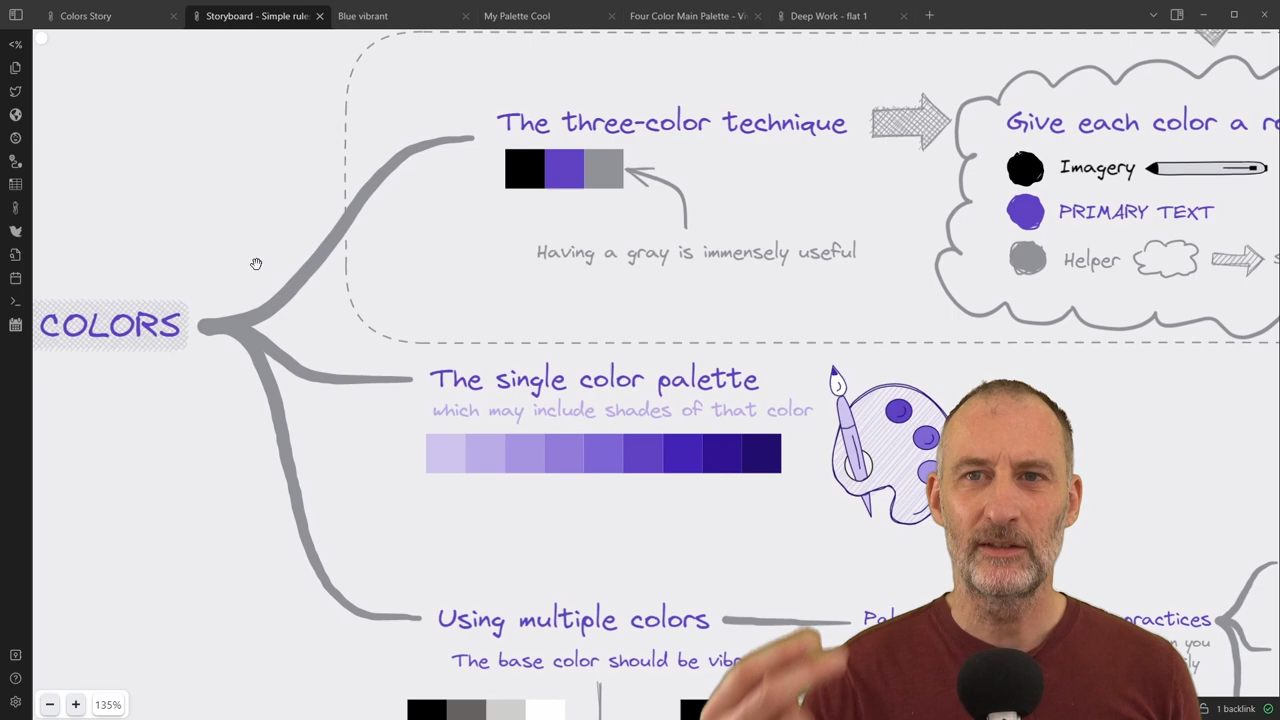 Colors Story
Storyboard - Simple rule
Blue vibrant
My Palette Cool
Four Color Main Palette - Vi
Deep Work - flat 1
The three-color technique
Give each color a ro
Imagery
PRIMARY TEXT
Having a gray is immensely useful
Helper
COLORS
The single color palette
which may include shades of that color
Using multiple colors
practices
you
The base color should be vibr
135%
1 backlink